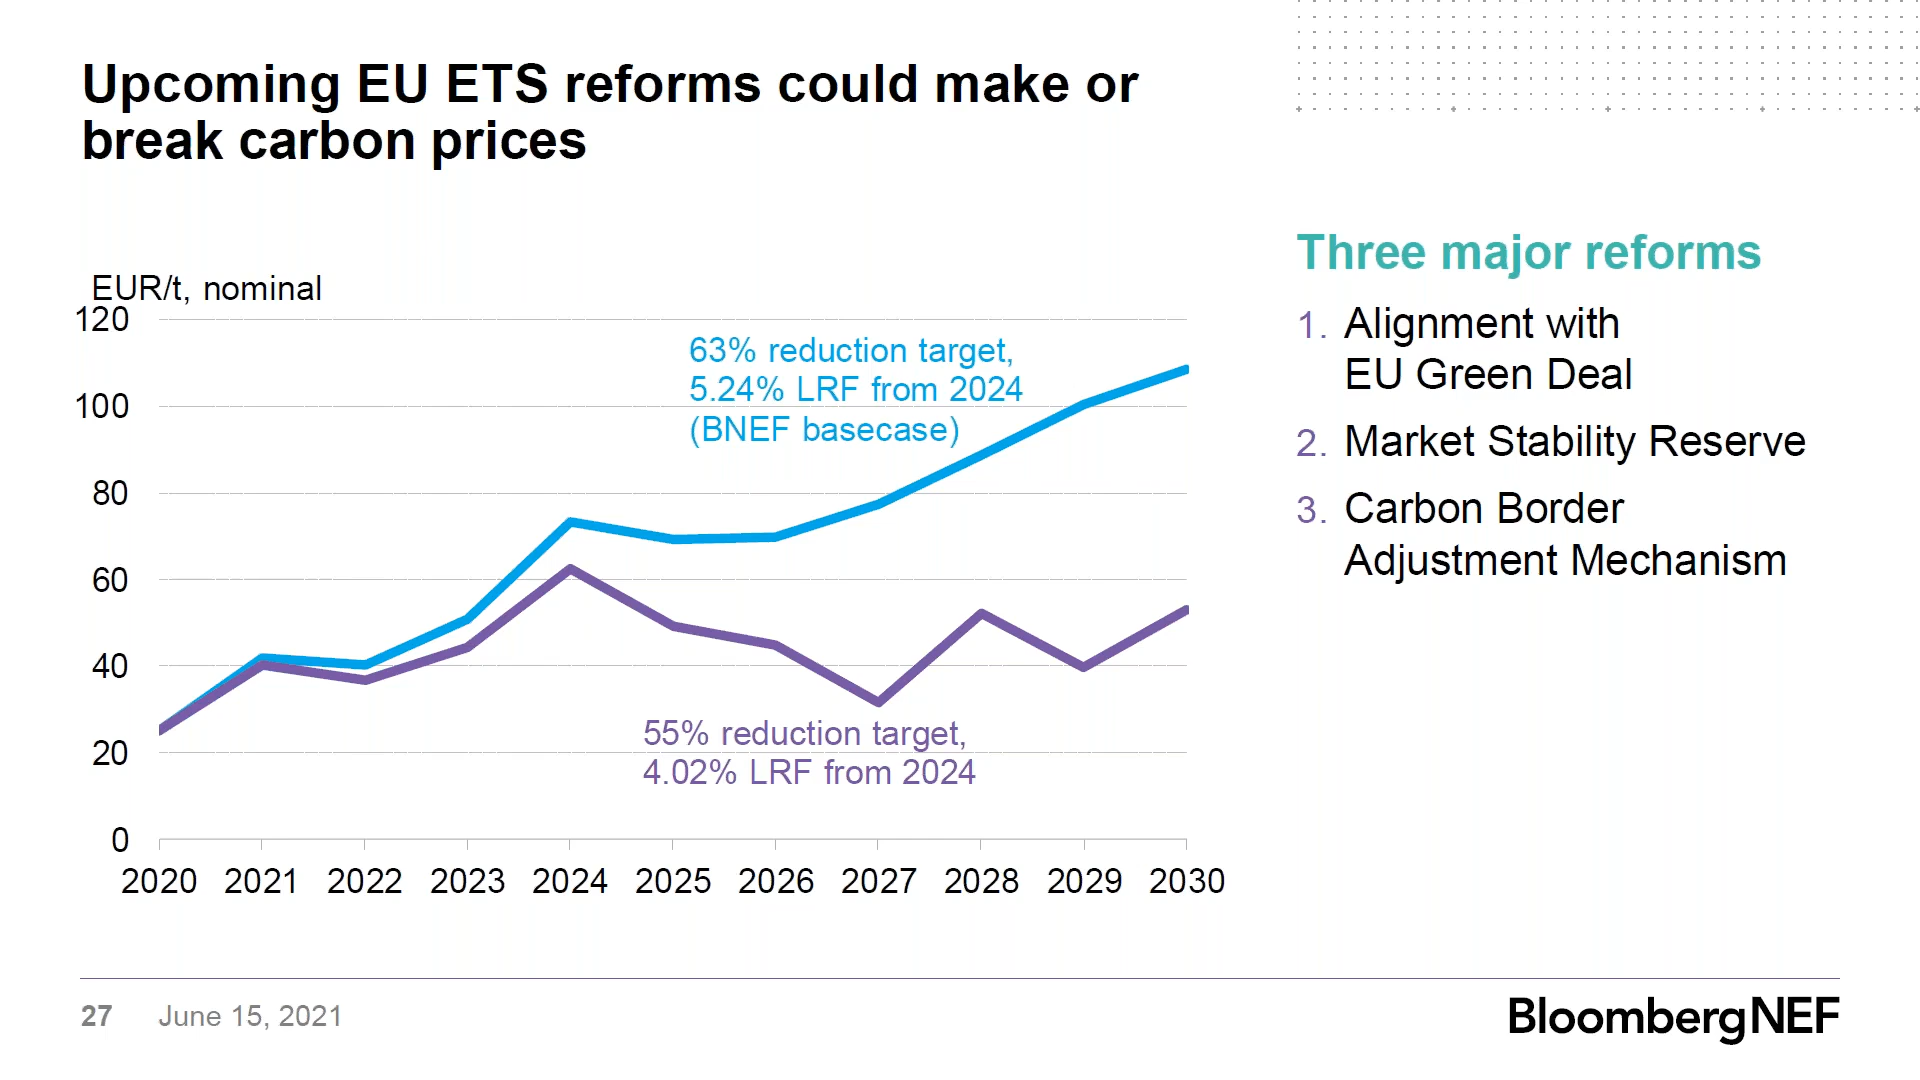 Upcoming EU ETS reforms could make or
break carbon prices
EUR/t, nominal
120
100
80
60
40
20
0
63% reduction target,
5.24% LRF from 2024
(BNEF basecase)
55% reduction target,
4.02% LRF from 2024
2020 2021 2022 2023 2024 2025 2026 2027 2028 2029 2030
Three major reforms
1. Alignment with
EU Green Deal
2. Market Stability Reserve
3. Carbon Border
Adjustment Mechanism
27 June 15, 2021
BloombergNEF